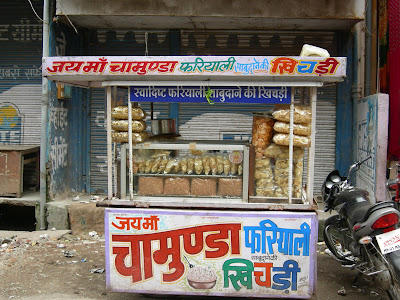 जय माँ चामुण्डा फरियाली साबुदानेकी खिचड़ी
स्वादिष्ट फरियाली साबुदाने की खिचड़ी
जय माँ
चामुण्डा फरियाली
साबुदानेकी
खिचड़ी